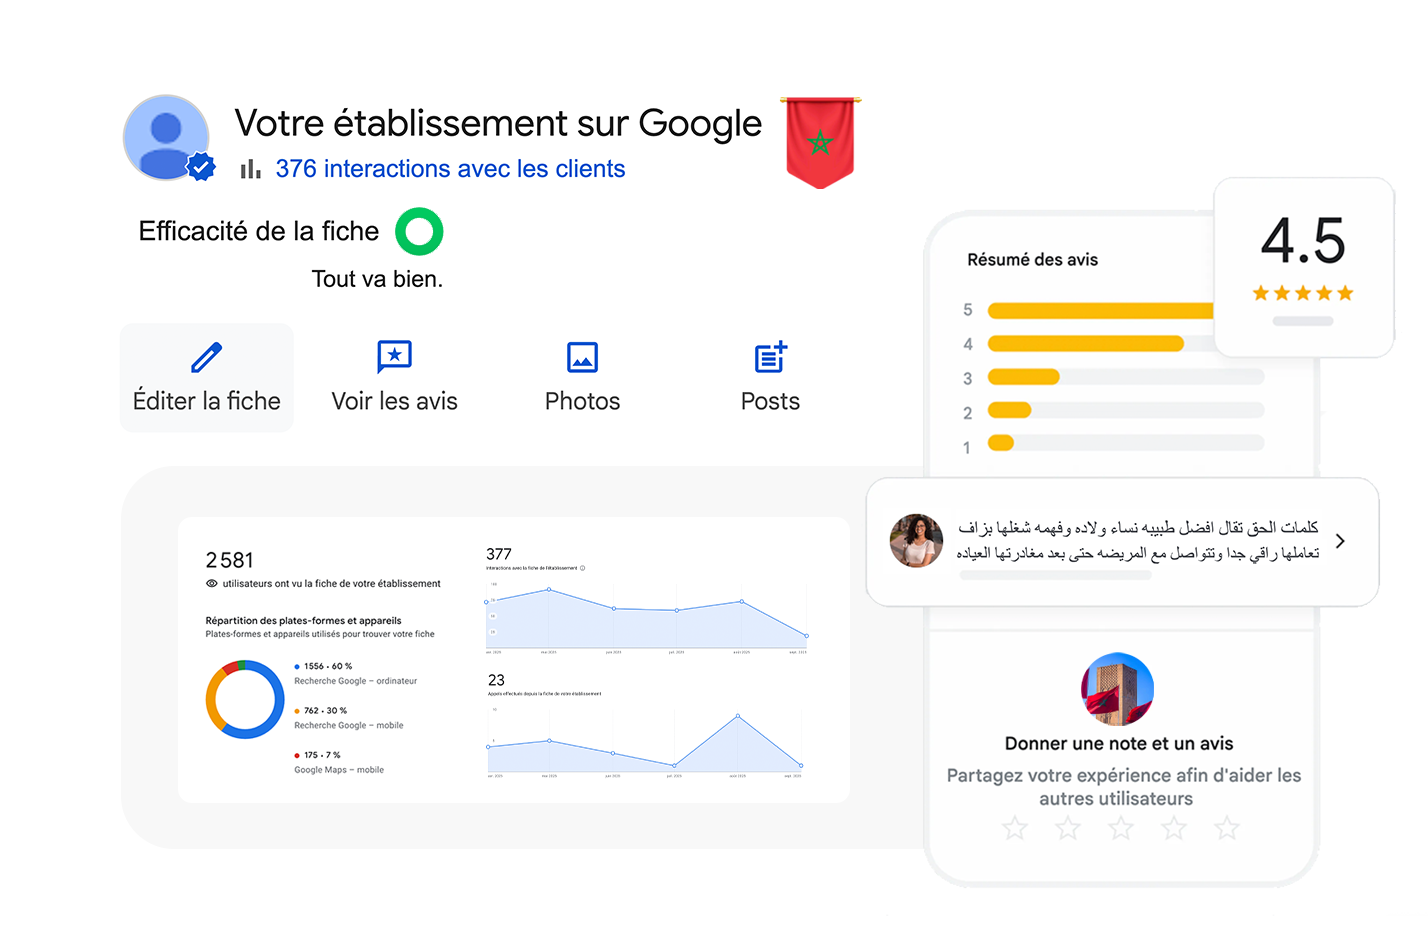 Votre établissement sur Google
376 interactions avec les clients
Efficacité de la fiche
Tout va bien.
Éditer la fiche
Voir les avis
Photos
Posts
2 581
utilisateurs ont vu la fiche de votre établissement
Répartition des plates-formes et appareils
Plates-formes et appareils utilisés pour trouver votre fiche
1 556 • 60 %
Recherche Google – ordinateur
762 • 30 %
Recherche Google – mobile
175 • 7 %
Google Maps – mobile
377
Interactions avec la fiche de l'établissement
23
Appels effectués depuis la fiche de votre établissement
Résumé des avis
5
4
3
2
1
4.5
كلمات الحق تقال افضل طبيبه نساء ولاده وفهمه شغلها بزاف
تعاملها راقي جدا وتتواصل مع المريضه حتى بعد مغادرتها العياده
Donner une note et un avis
Partagez votre expérience afin d'aider les
autres utilisateurs